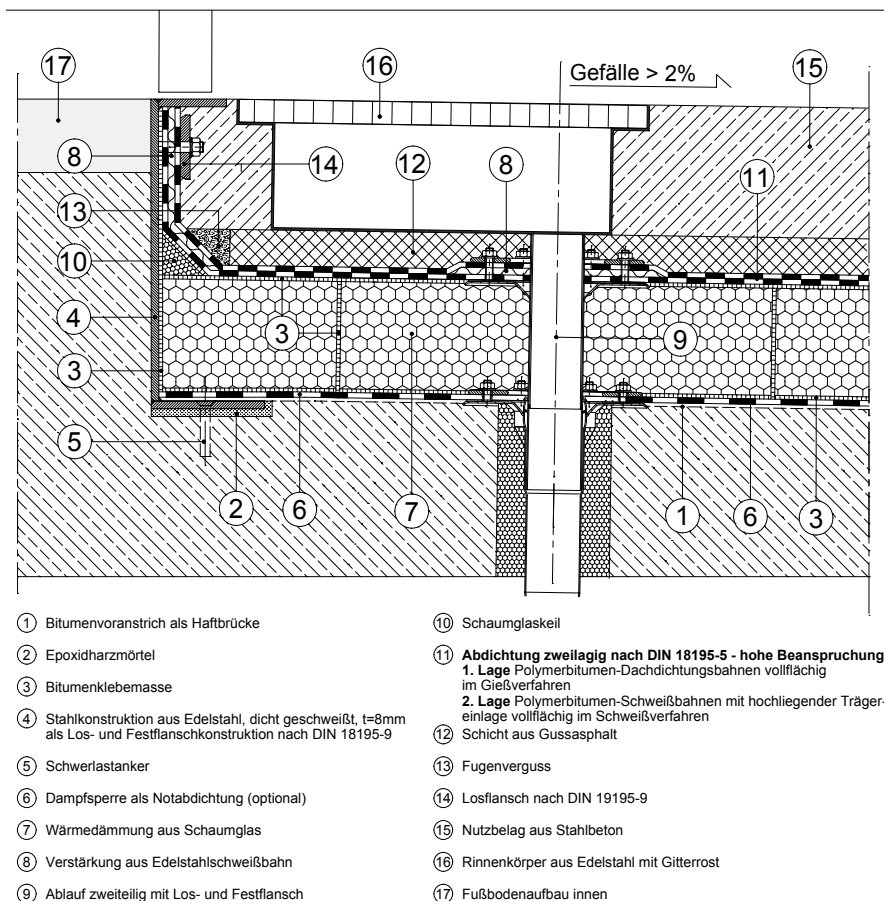 17
16
Gefälle > 2%
15
8
14
12
8
11
13
10
4
3
9
3
5
2
6
7
1
6
3
1 Bitumenvoranstrich als Haftbrücke
2 Epoxidharzmörtel
3 Bitumenklebemasse
4 Stahlkonstruktion aus Edelstahl, dicht geschweißt, t=8mm
als Los- und Festflanschkonstruktion nach DIN 18195-9
5 Schwerlastanker
6 Dampfsperre als Notabdichtung (optional)
7 Wärmedämmung aus Schaumglas
8 Verstärkung aus Edelstahlschweißbahn
9 Ablauf zweiteilig mit Los- und Festflansch
10 Schaumglaskeil
11 Abdichtung zweilagig nach DIN 18195-5 - hohe Beanspruchung
1. Lage Polymerbitumen-Dachdichtungsbahnen vollflächig
im Gießverfahren
2. Lage Polymerbitumen-Schweißbahnen mit hochliegender Träger-
einlage vollflächig im Schweißverfahren
12 Schicht aus Gussasphalt
13 Fugenverguss
14 Losflansch nach DIN 19195-9
15 Nutzbelag aus Stahlbeton
16 Rinnenkörper aus Edelstahl mit Gitterrost
17 Fußbodenaufbau innen